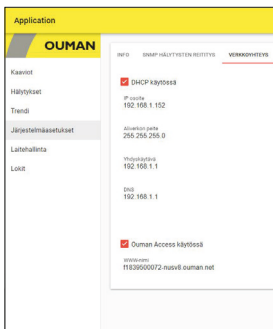 Application
OUMAN
INFO
SNMP HÄLYTYSTEN REITITYS
VERKKOYHTEYS
Kaaviot
Hälytykset
Trendi
Järjestelmäasetukset
Laitehallinta
Lokit
DHCP käytössä
IP osoite
192.168.1.152
Aliverkon peite
255.255.255.0
Yhdyskäytävä
192.168.1.1
DNS
192.168.1.1
Ouman Access käytössä
WWW-nimi
f1839600072-nusv8.ouman.net